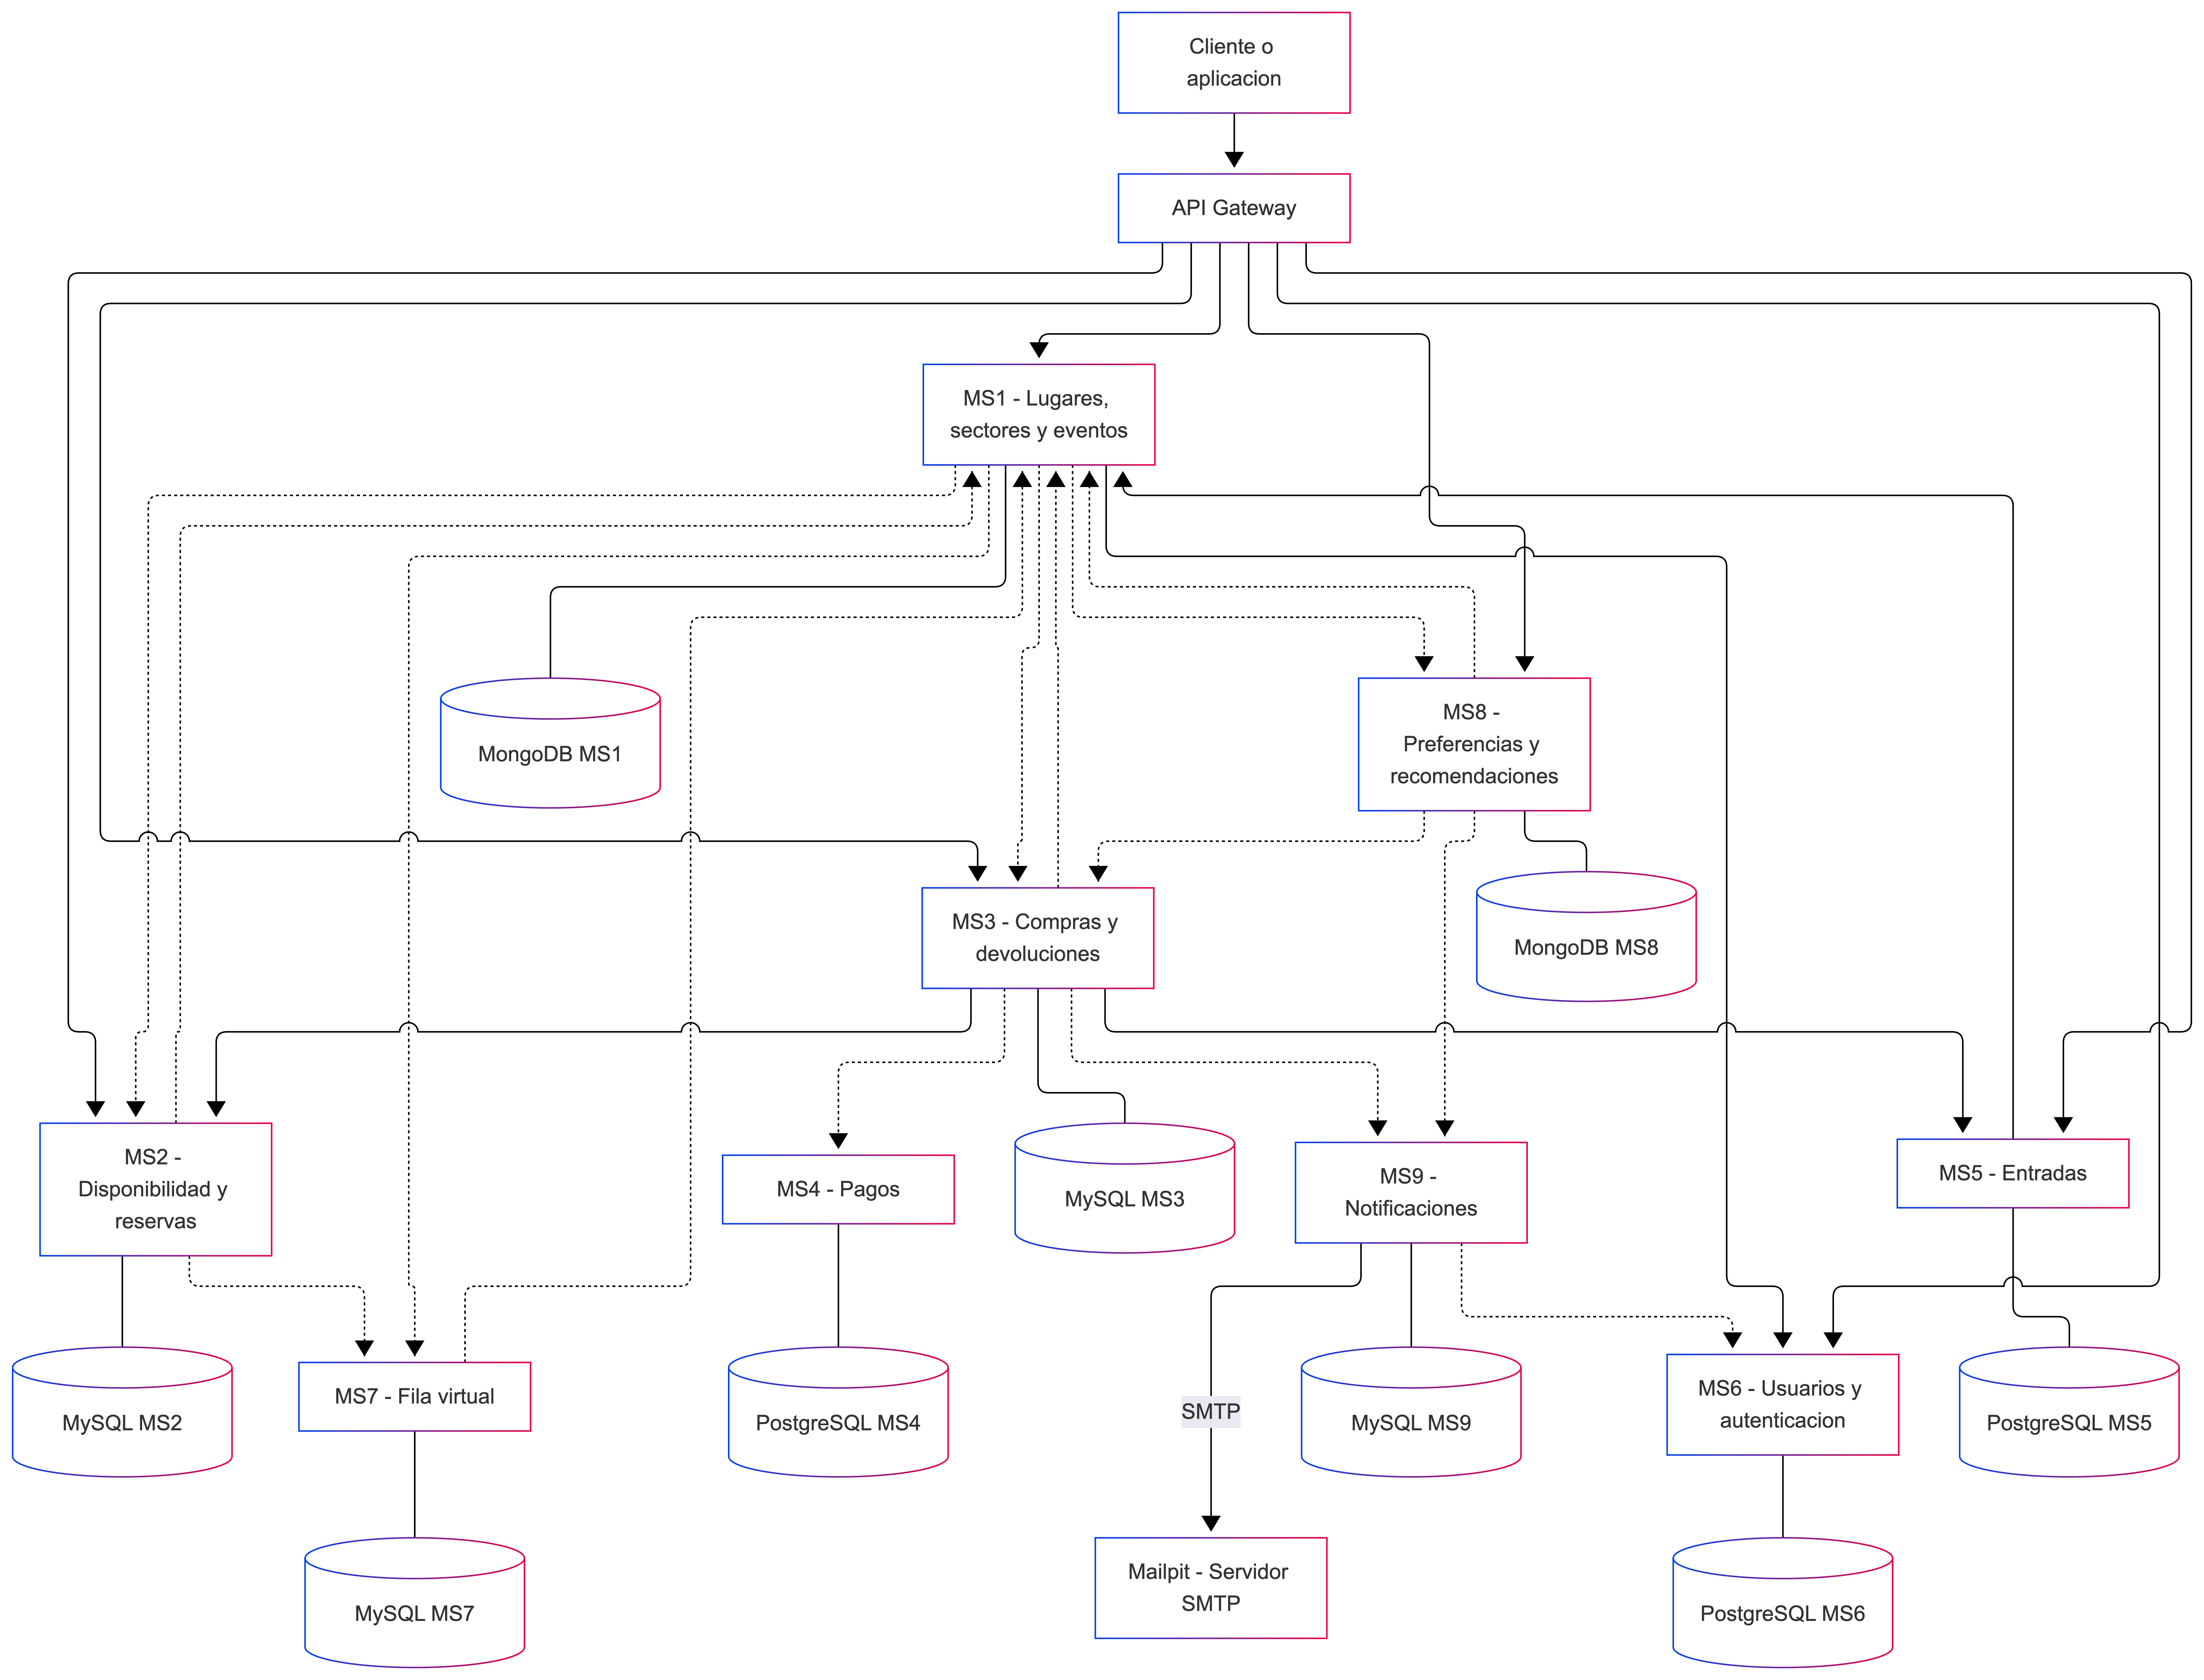 Cliente o
aplicacion
API Gateway
MS1 - Lugares,
sectores y eventos
MongoDB MS1
MS8 -
Preferencias y
recomendaciones
MS3 - Compras y
devoluciones
MongoDB MS8
MS2 -
Disponibilidad y
reservas
MS4 - Pagos
MySQL MS3
MS9 -
Notificaciones
MS5 - Entradas
MySQL MS2
MS7 - Fila virtual
PostgreSQL MS4
SMTP
MySQL MS9
MS6 - Usuarios y
autenticacion
PostgreSQL MS5
MySQL MS7
Mailpit - Servidor
SMTP
PostgreSQL MS6